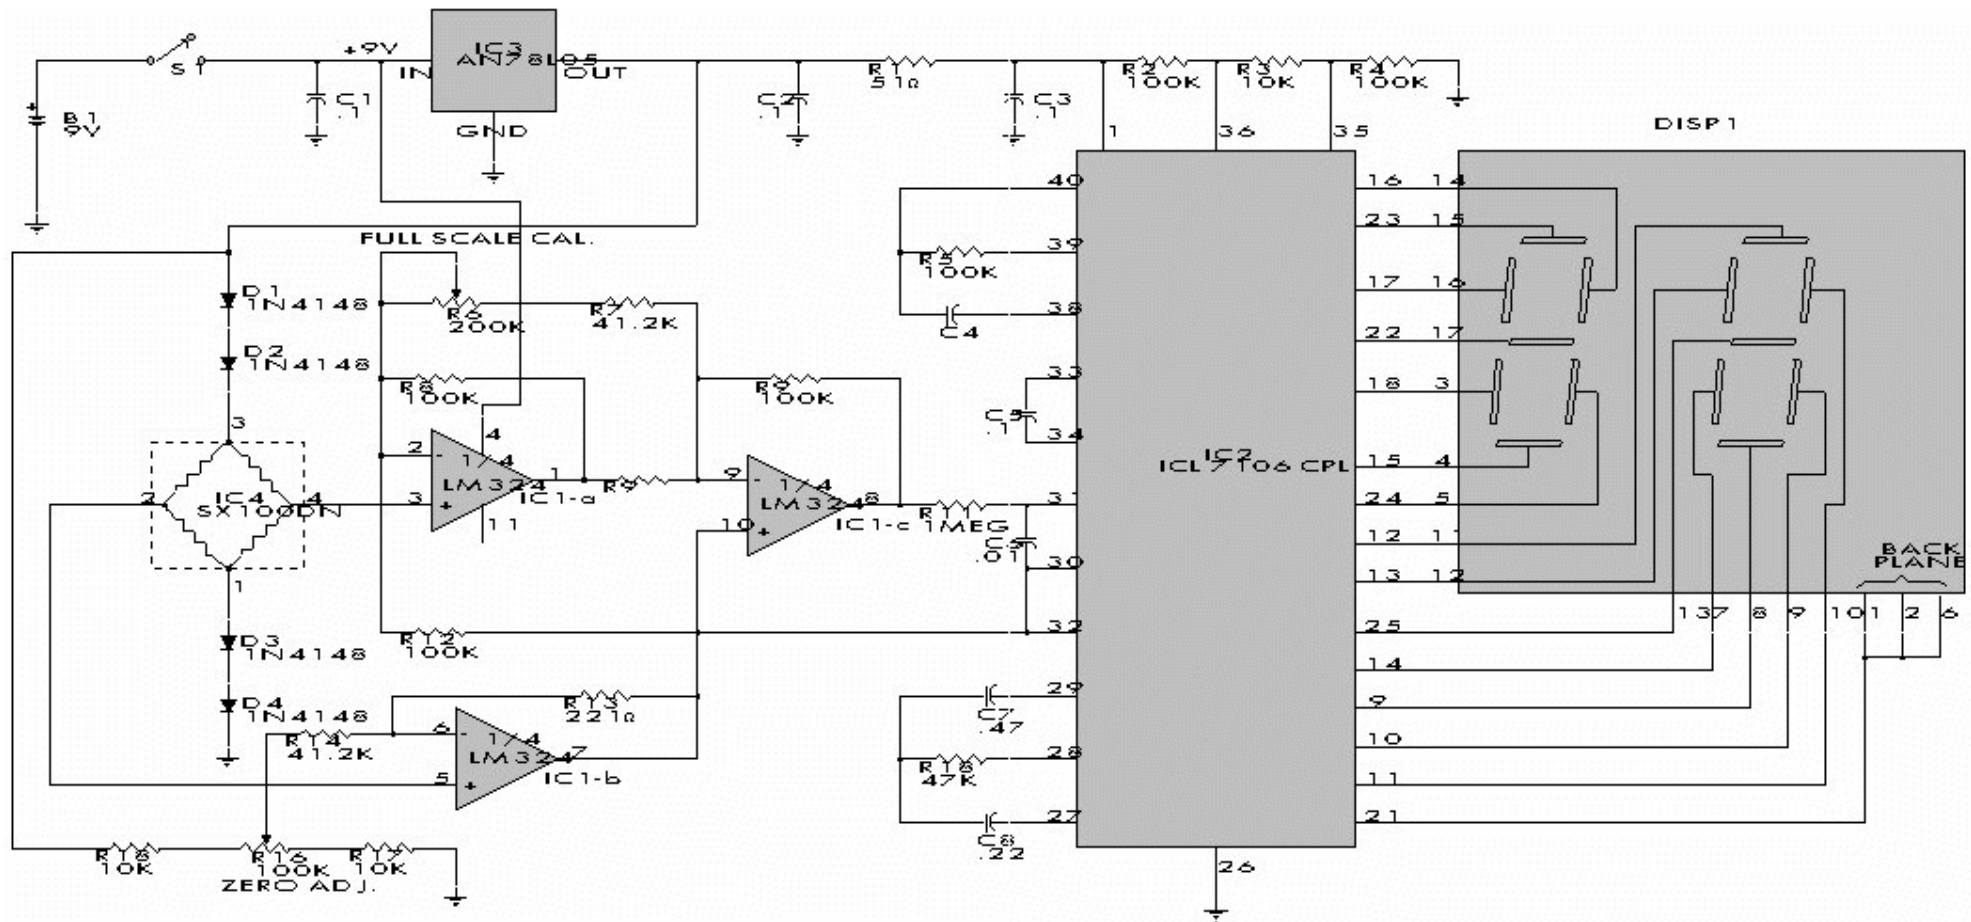 S1
+9V
IC3
AN78L05
IN
OUT
GND
B1
9V
C1
.1
C2
.1
R1
51Ω
C3
.1
R2
100K
R3
10K
R4
100K
1
36
35
DISP1
FULL SCALE CAL.
D1
1N4148
D2
1N4148
R6
200K
R7
41.2K
R8
100K
R9
100K
40
39
R5
100K
38
C4
33
C5
.1
34
3
2
IC4
SX100DN
4
1
2
3
4
11
1/4
LM324
1
IC1-a
R9
9
10
1/4
LM324
8
IC1-c
R11
1MEG
31
C6
.01
30
32
R12
100K
D3
1N4148
D4
1N4148
R13
221Ω
R14
41.2K
6
5
1/4
LM324
7
IC1-b
R18
10K
R16
100K
R17
10K
ZERO ADJ.
29
C7
.47
28
R18
47K
27
C8
.22
26
IC2
ICL7106 CPL
16 14
23 15
17 16
22 17
18 3
15 4
24 5
12 11
13 12
25
14
9
10
11
21
BACK
PLANE
13 7 8 9 10 1 2 6